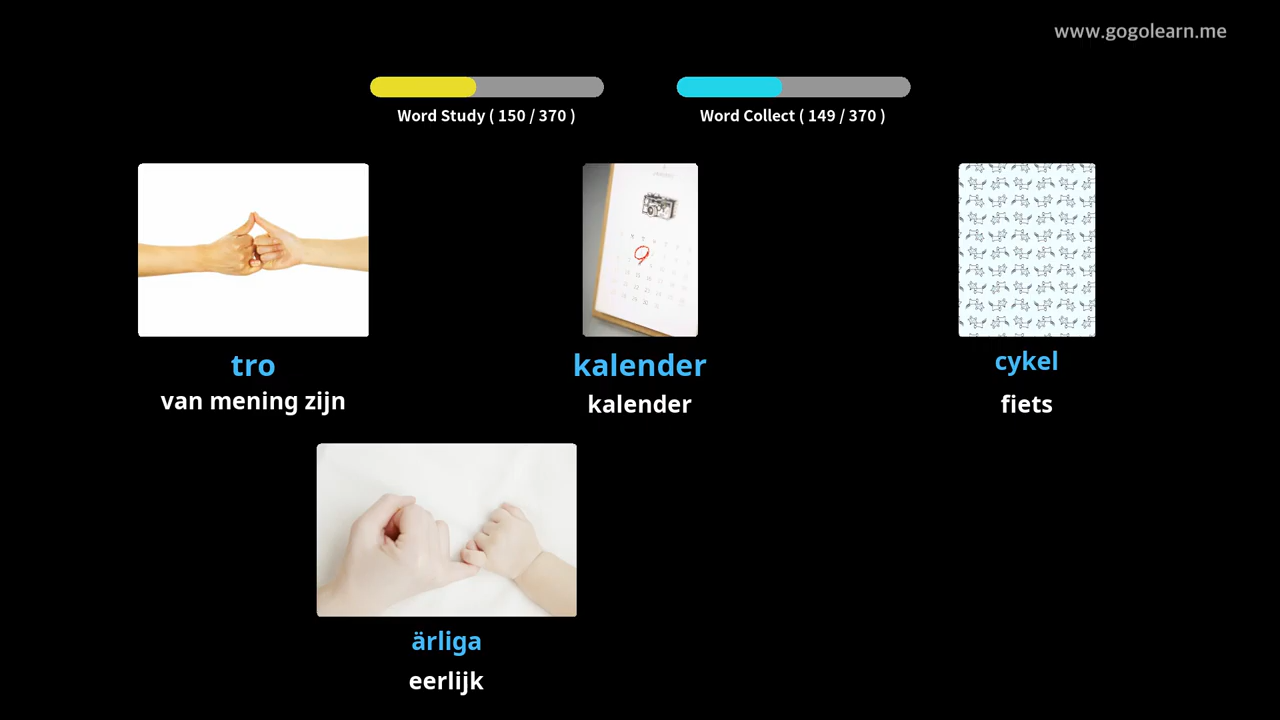 www.gogolearn.me
Word Study ( 150 / 370 )
Word Collect ( 149 / 370 )
tro
van mening zijn
kalender
kalender
cykel
fiets
ärliga
eerlijk